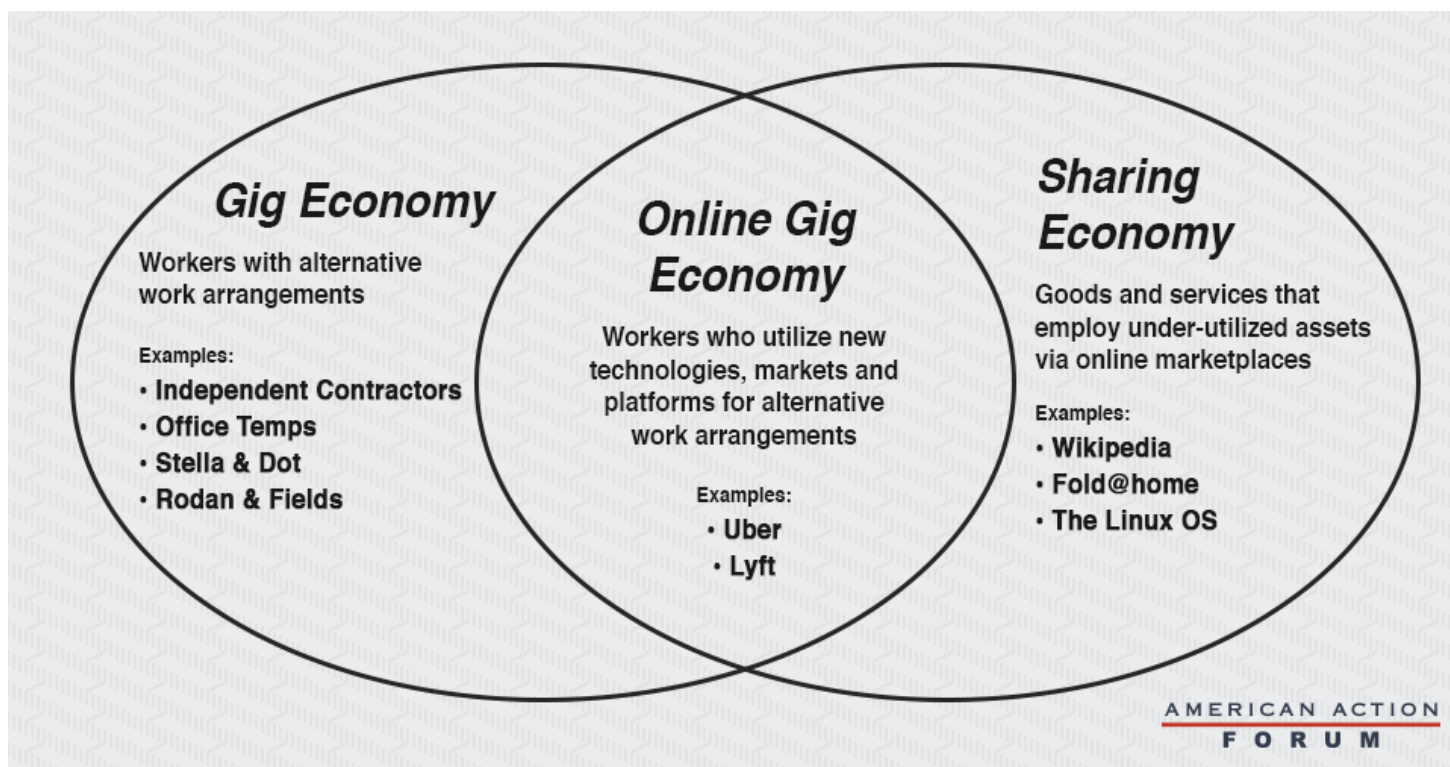 Gig Economy
Workers with alternative
work arrangements
Examples:
· Independent Contractors
· Office Temps
· Stella & Dot
· Rodan & Fields
Online Gig
Economy
Workers who utilize new
technologies, markets and
platforms for alternative
work arrangements
Examples:
· Uber
· Lyft
Sharing
Economy
Goods and services that
employ under-utilized assets
via online marketplaces
Examples:
· Wikipedia
· Fold@home
· The Linux OS
AMERICAN ACTION
FORUM